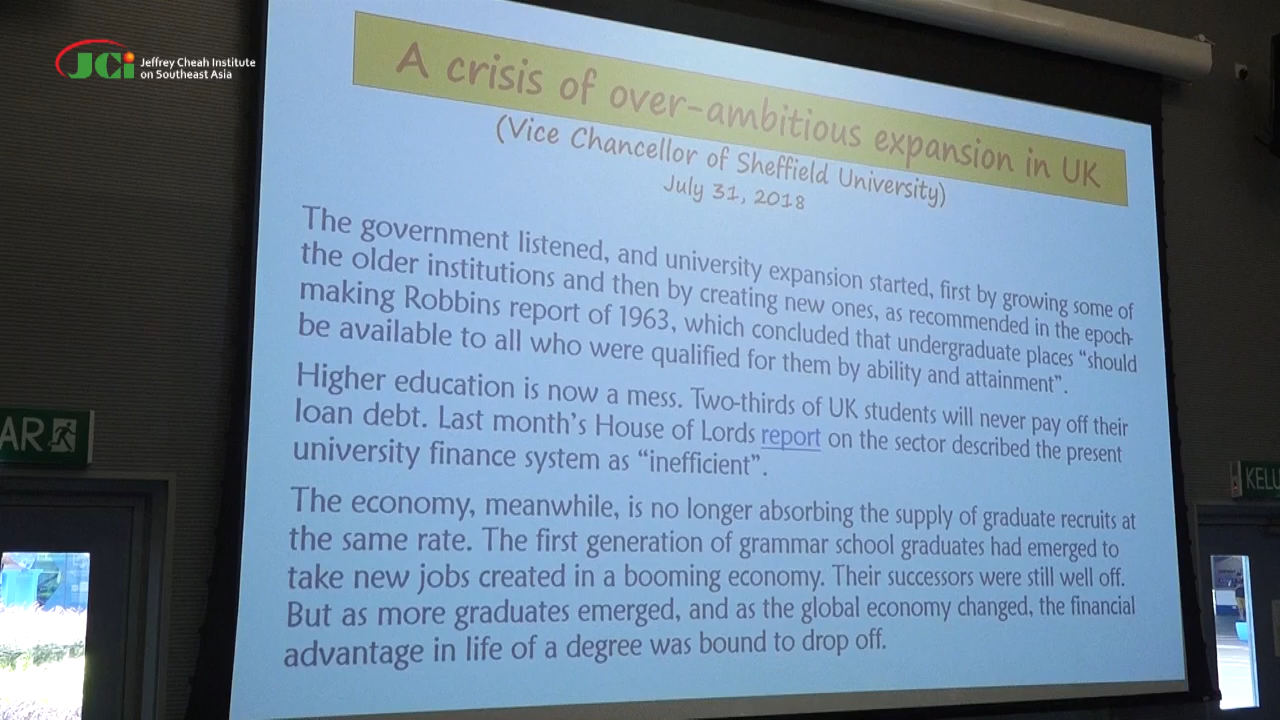 JCi Jeffrey Cheah Institute
on Southeast Asia
A crisis of over-ambitious expansion in UK
(Vice Chancellor of Sheffield University)
July 31, 2018
The government listened, and university expansion started, first by growing some of
the older institutions and then by creating new ones, as recommended in the epoch-
making Robbins report of 1963, which concluded that undergraduate places “should
be available to all who were qualified for them by ability and attainment”.
Higher education is now a mess. Two-thirds of UK students will never pay off their
loan debt. Last month’s House of Lords report on the sector described the present
university finance system as “inefficient”.
The economy, meanwhile, is no longer absorbing the supply of graduate recruits at
the same rate. The first generation of grammar school graduates had emerged to
take new jobs created in a booming economy. Their successors were still well off.
But as more graduates emerged, and as the global economy changed, the financial
advantage in life of a degree was bound to drop off.
AR
KELU